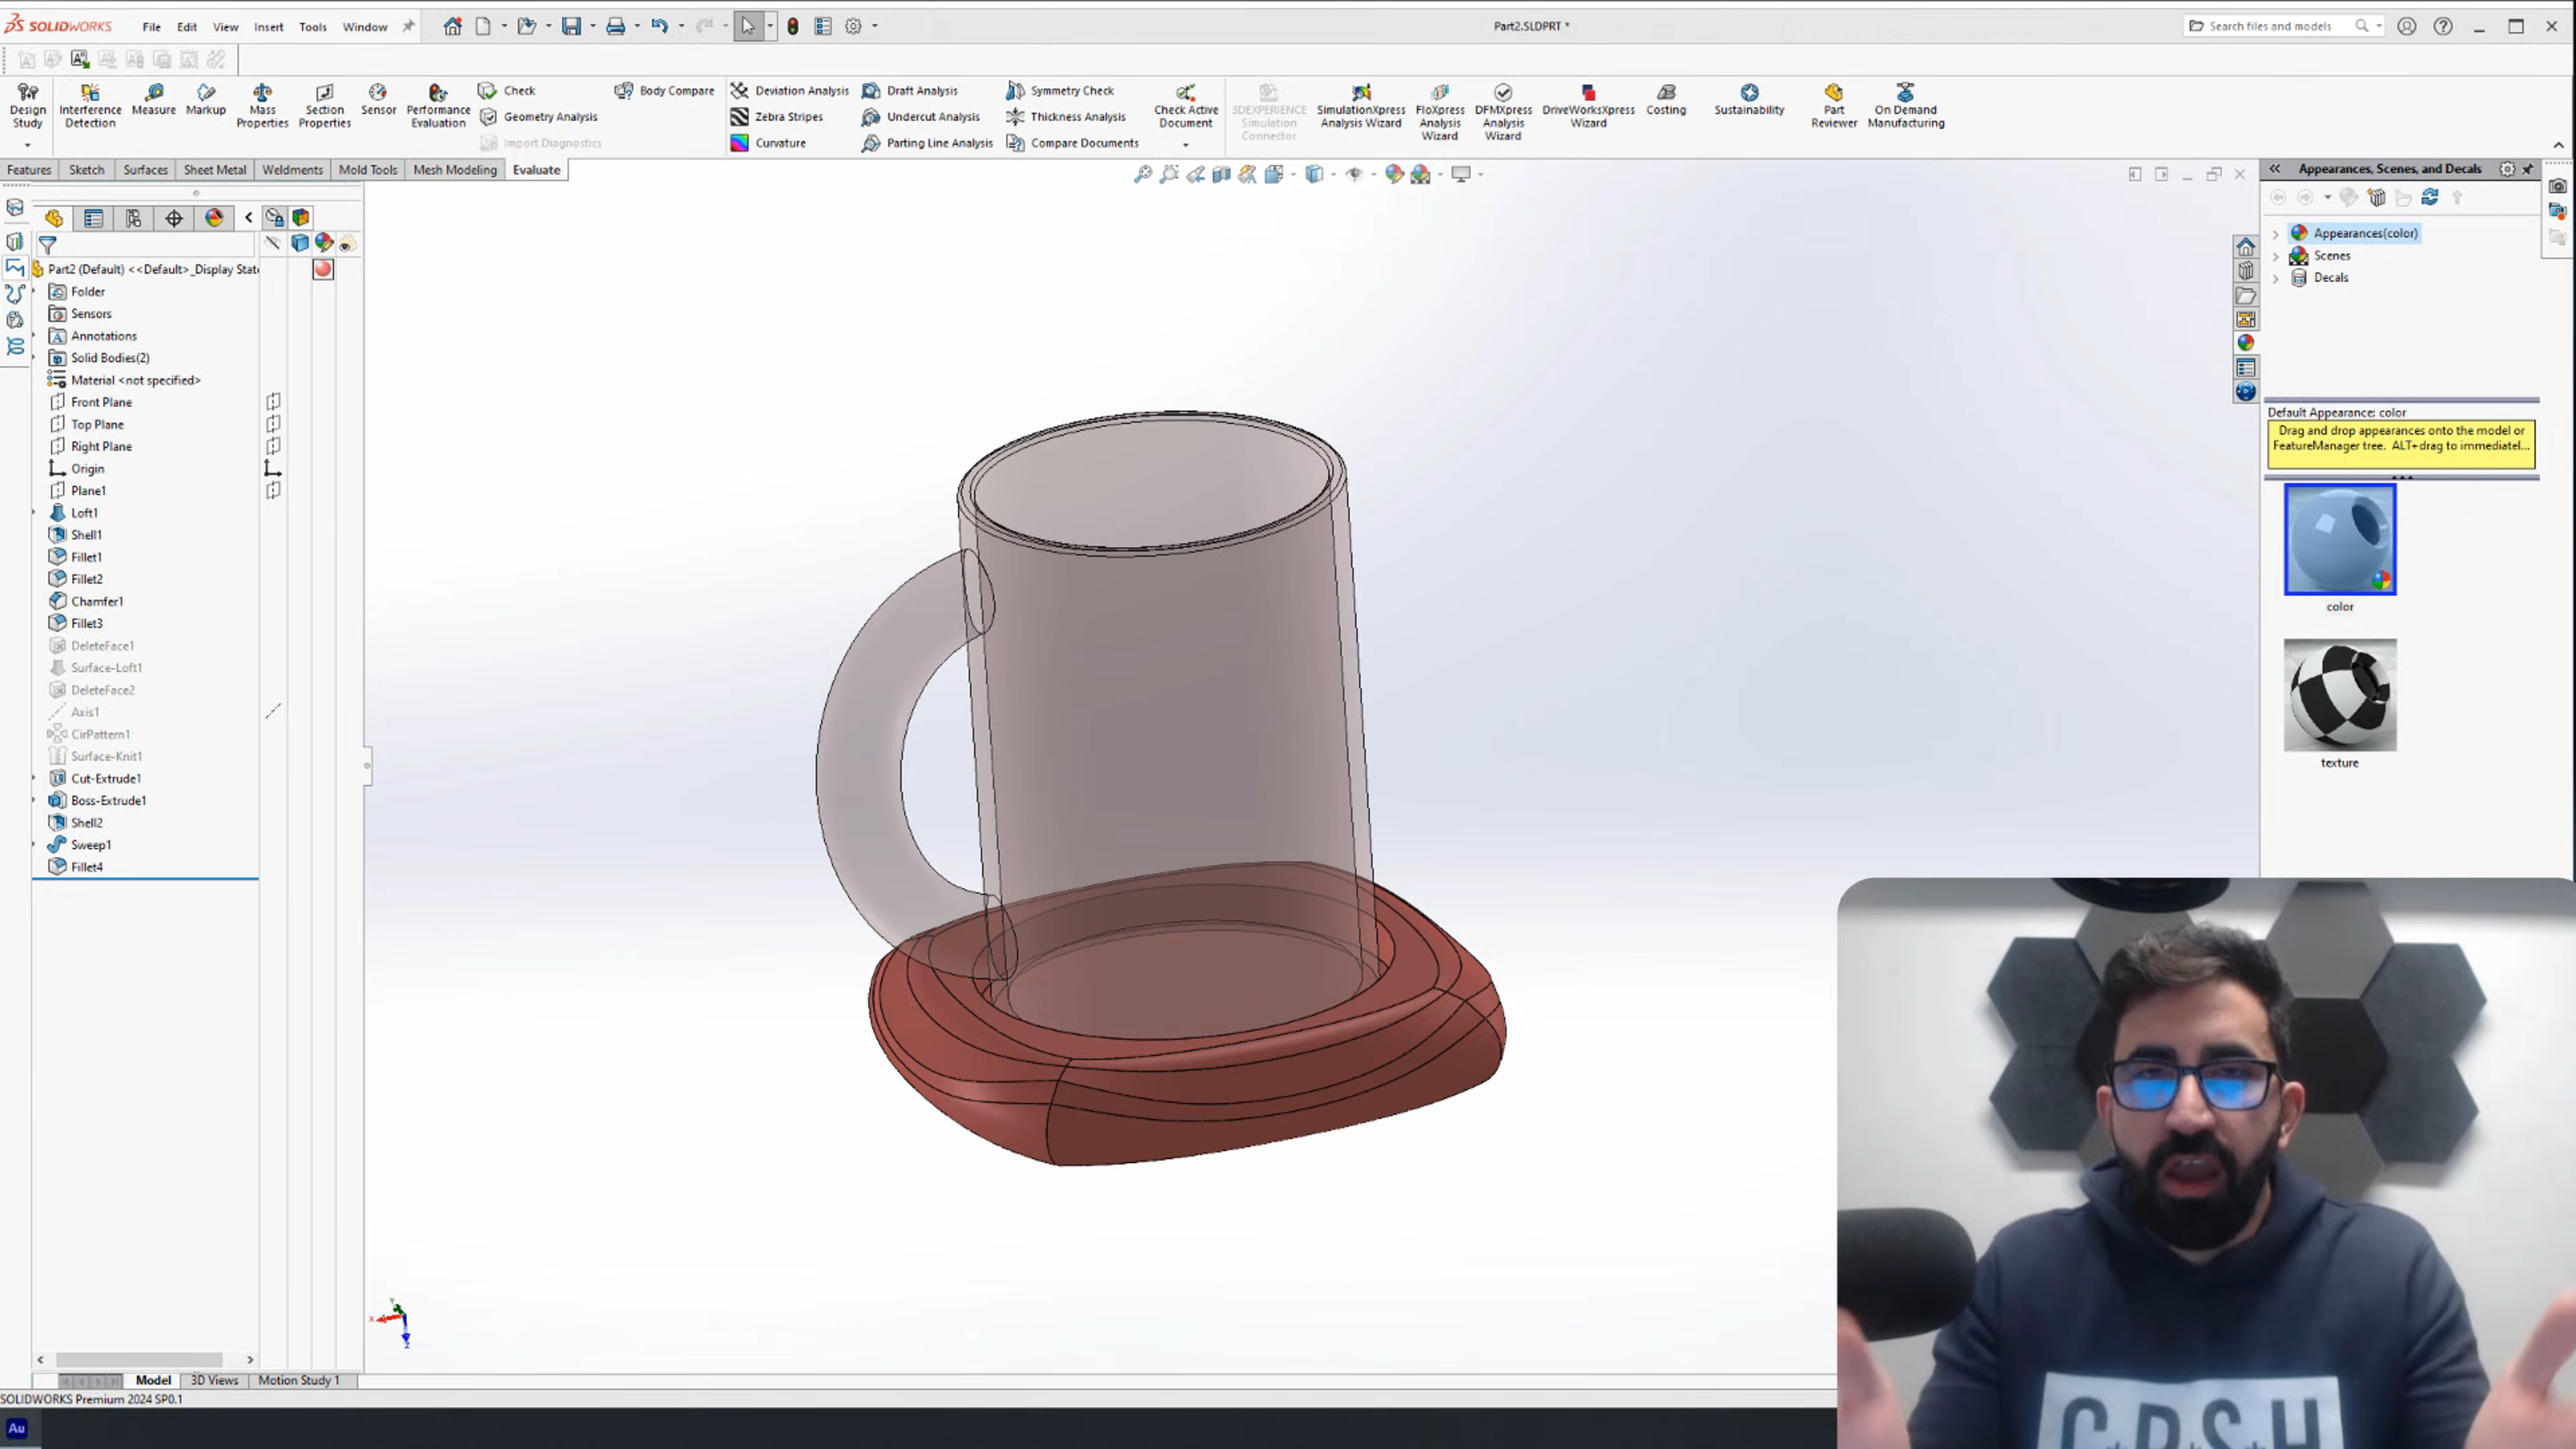 SOLIDWORKS File Edit View Insert Tools Window
Part2.SLDPRT *
Search files and models
Design Study
Interference Detection
Measure
Markup
Mass Properties
Section Properties
Sensor
Performance Evaluation
Check
Geometry Analysis
Import Diagnostics
Body Compare
Deviation Analysis
Zebra Stripes
Curvature
Draft Analysis
Undercut Analysis
Parting Line Analysis
Symmetry Check
Thickness Analysis
Compare Documents
Check Active Document
3DEXPERIENCE Simulation Connector
SimulationXpress Analysis Wizard
FloXpress Analysis Wizard
DFMXpress Analysis Wizard
DriveWorksXpress Wizard
Costing
Sustainability
Part Reviewer
On Demand Manufacturing
Features Sketch Surfaces Sheet Metal Weldments Mold Tools Mesh Modeling Evaluate
Part2 (Default) <<Default>_Display Stat
Folder
Sensors
Annotations
Solid Bodies(2)
Material <not specified>
Front Plane
Top Plane
Right Plane
Origin
Plane1
Loft1
Shell1
Fillet1
Fillet2
Chamfer1
Fillet3
DeleteFace1
Surface-Loft1
DeleteFace2
Axis1
CirPattern1
Surface-Knit1
Cut-Extrude1
Boss-Extrude1
Shell2
Sweep1
Fillet4
Appearances, Scenes, and Decals
Appearances(color)
Scenes
Decals
Default Appearance: color
Drag and drop appearances onto the model or
FeatureManager tree. ALT+drag to immediatel...
color
texture
X
Y
Z
Model 3D Views Motion Study 1
SOLIDWORKS Premium 2024 SP0.1
Au
C.R.S.H